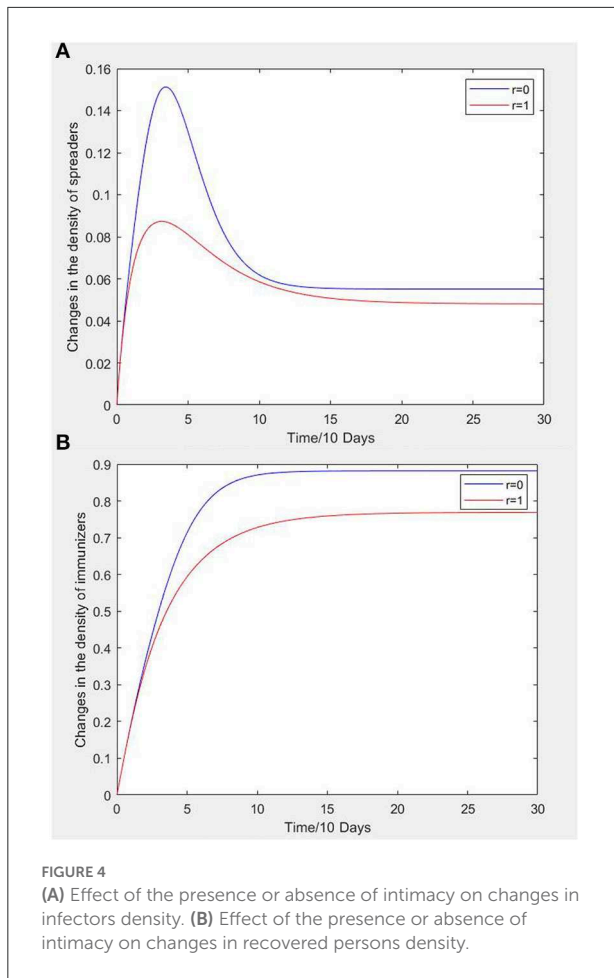 A
0.16
0.14
0.12
0.1
0.08
0.06
0.04
0.02
0
Changes in the density of spreaders
r=0
r=1
0 5 10 15 20 25 30
Time/10 Days
B
0.9
0.8
0.7
0.6
0.5
0.4
0.3
0.2
0.1
0
Changes in the density of immunizers
r=0
r=1
0 5 10 15 20 25 30
Time/10 Days
FIGURE 4
(A) Effect of the presence or absence of intimacy on changes in
infectors density. (B) Effect of the presence or absence of
intimacy on changes in recovered persons density.